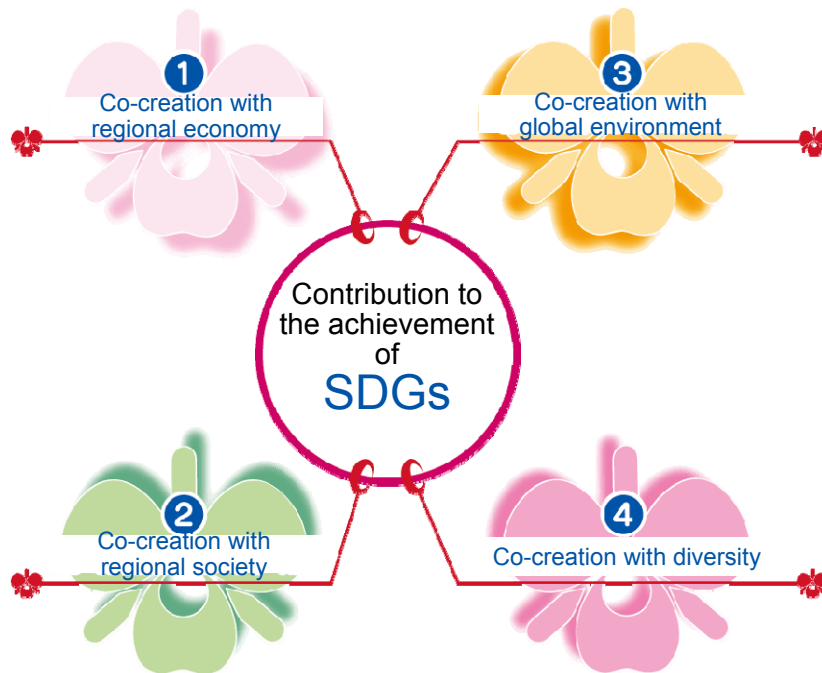 1
Co-creation with
regional economy
3
Co-creation with
global environment
Contribution to
the achievement
of
SDGs
2
Co-creation with
regional society
4
Co-creation with diversity